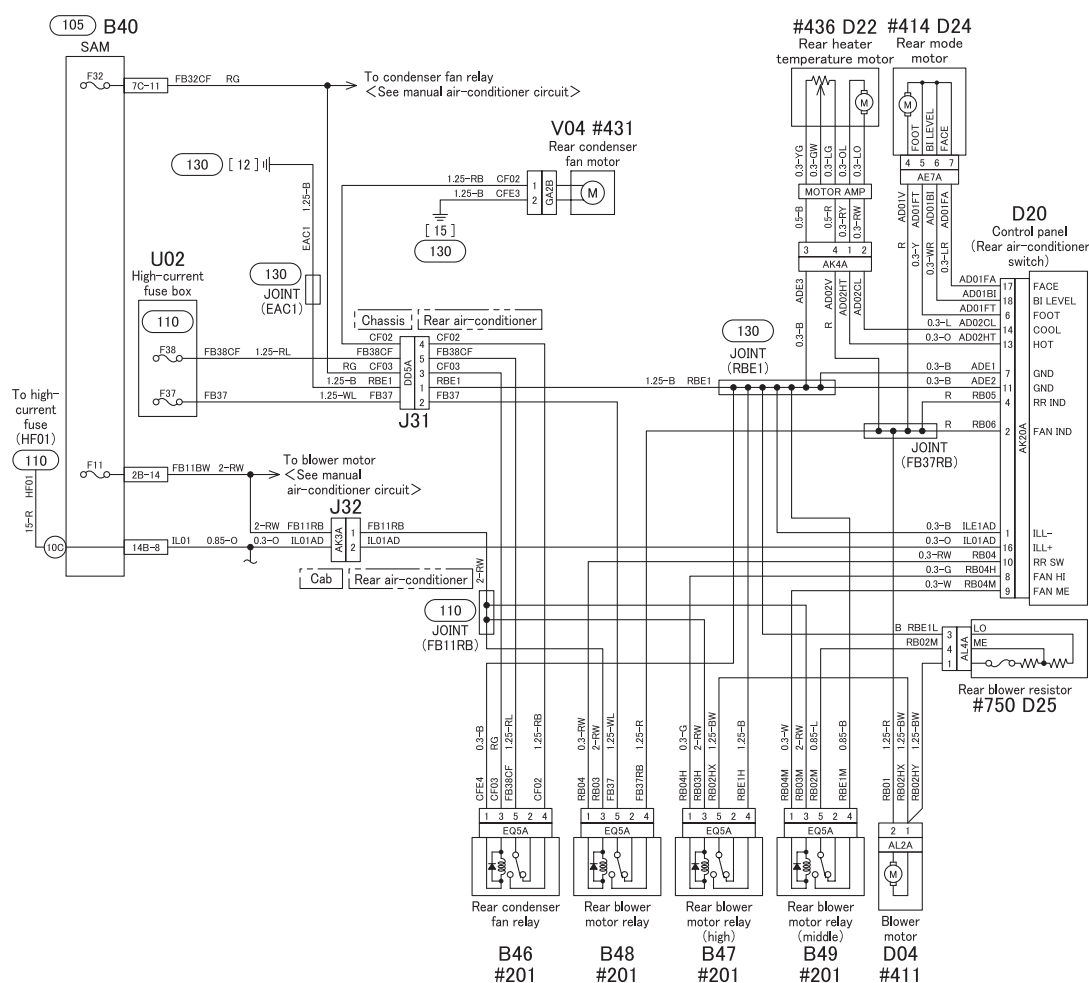 105 B40
SAM
F32
7C-11
FB32CF RG
To condenser fan relay
<See manual air-conditioner circuit>
#436 D22
Rear heater
temperature motor
#414 D24
Rear mode
motor
M
M
FOOT
BI LEVEL
FACE
4 5 6 7
AE7A
0.3-YG
0.3-GW
0.3-LG
0.3-OL
0.3-LO
MOTOR AMP
0.5-B
0.5-R
0.3-RY
0.3-RW
3 4 1 2
AK4A
ADE3
AD02V
AD02HT
AD02CL
0.3-B
R
AD01V
AD01FT
AD01BI
AD01FA
R
0.3-Y
0.3-WR
0.3-LR
130 [ 12 ]
1.25-B
EAC1
130
JOINT
(EAC1)
V04 #431
Rear condenser
fan motor
1.25-RB CF02 1
1.25-B CFE3 2
GA2B
M
[ 15 ]
130
U02
High-current
fuse box
110
F38
FB38CF 1.25-RL
F37
FB37 1.25-WL
Chassis
Rear air-conditioner
CF02 4 CF02
FB38CF 5 FB38CF
RG CF03 3 CF03
1.25-B RBE1 1 RBE1
FB37 2 FB37
DD5A
J31
1.25-B RBE1
130
JOINT
(RBE1)
D20
Control panel
(Rear air-conditioner
switch)
AD01FA 17 FACE
AD01BI 18 BI LEVEL
AD01FT 6 FOOT
0.3-L AD02CL 14 COOL
0.3-O AD02HT 13 HOT
0.3-B ADE1 7 GND
0.3-B ADE2 11 GND
R RB05 4 RR IND
R RB06 2 FAN IND
AK20A
JOINT
(FB37RB)
0.3-B ILE1AD 1 ILL-
0.3-O IL01AD 16 ILL+
0.3-RW RB04 10 RR SW
0.3-G RB04H 8 FAN HI
0.3-W RB04M 9 FAN ME
To high-
current
fuse
(HF01)
110
15-R HF01
10C
F11
2B-14
FB11BW 2-RW
To blower motor
<See manual
air-conditioner circuit>
J32
2-RW FB11RB 1 FB11RB
14B-8
IL01 0.85-O 0.3-O IL01AD 2 IL01AD
AK3A
Cab
Rear air-conditioner
2-RW
110
JOINT
(FB11RB)
B RBE1L 3 LO
RB02M 4 ME
1
AL4A
Rear blower resistor
#750 D25
0.3-B
RG
1.25-RL
1.25-RB
CFE4
CF03
FB38CF
CF02
1 3 5 2 4
EQ5A
Rear condenser
fan relay
B46
#201
0.3-RW
2-RW
1.25-WL
1.25-R
RB04
RB03
FB37
FB37RB
1 3 5 2 4
EQ5A
Rear blower
motor relay
B48
#201
0.3-G
2-RW
1.25-BW
1.25-B
RB04H
RB03H
RB02HX
RBE1H
1 3 5 2 4
EQ5A
Rear blower
motor relay
(high)
B47
#201
0.3-W
2-RW
0.85-L
0.85-B
RB04M
RB03M
RB02M
RBE1M
1 3 5 2 4
EQ5A
Rear blower
motor relay
(middle)
B49
#201
1.25-R
1.25-BW
1.25-BW
RB01
RB02HX
RB02HY
2 1
AL2A
M
Blower
motor
D04
#411